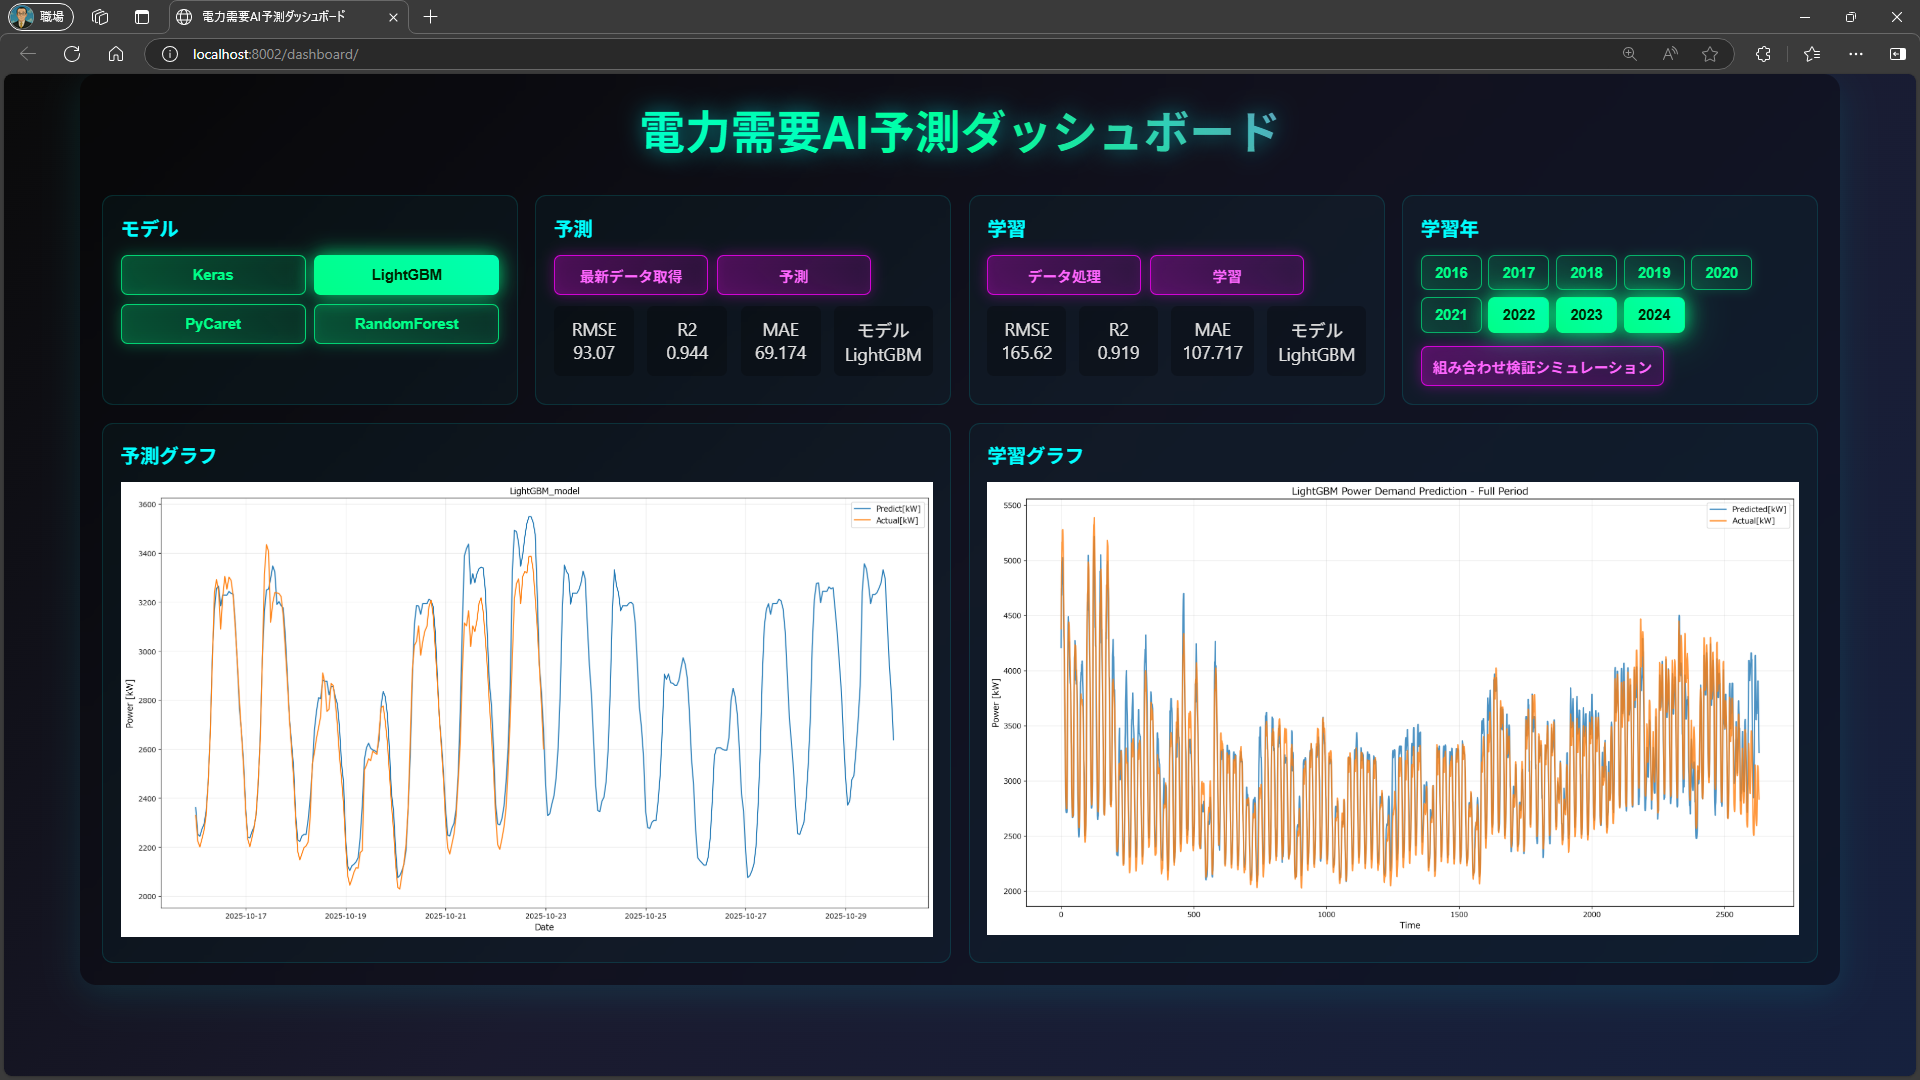 職場
電力需要AI予測ダッシュボード
localhost:8002/dashboard/
電力需要AI予測ダッシュボード
モデル
Keras
LightGBM
PyCaret
RandomForest
予測
最新データ取得
予測
RMSE
93.07
R2
0.944
MAE
69.174
モデル
LightGBM
学習
データ処理
学習
RMSE
165.62
R2
0.919
MAE
107.717
モデル
LightGBM
学習年
2016
2017
2018
2019
2020
2021
2022
2023
2024
組み合わせ検証シミュレーション
予測グラフ
LightGBM_model
Predict[kW]
Actual[kW]
Power [kW]
3600
3400
3200
3000
2800
2600
2400
2200
2000
2025-10-17
2025-10-19
2025-10-21
2025-10-23
2025-10-25
2025-10-27
2025-10-29
Date
学習グラフ
LightGBM Power Demand Prediction - Full Period
Predicted[kW]
Actual[kW]
Power [kW]
5500
5000
4500
4000
3500
3000
2500
2000
0
500
1000
1500
2000
2500
Time